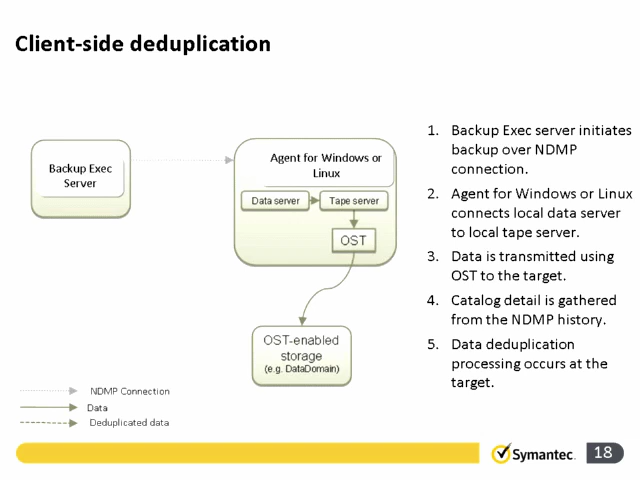 Client-side deduplication
Backup Exec
Server
Agent for Windows or
Linux
Data server
Tape server
OST
OST-enabled
storage
(e.g. DataDomain)
NDMP Connection
Data
Deduplicated data
1. Backup Exec server initiates
backup over NDMP
connection.
2. Agent for Windows or Linux
connects local data server
to local tape server.
3. Data is transmitted using
OST to the target.
4. Catalog detail is gathered
from the NDMP history.
5. Data deduplication
processing occurs at the
target.
Symantec.
18